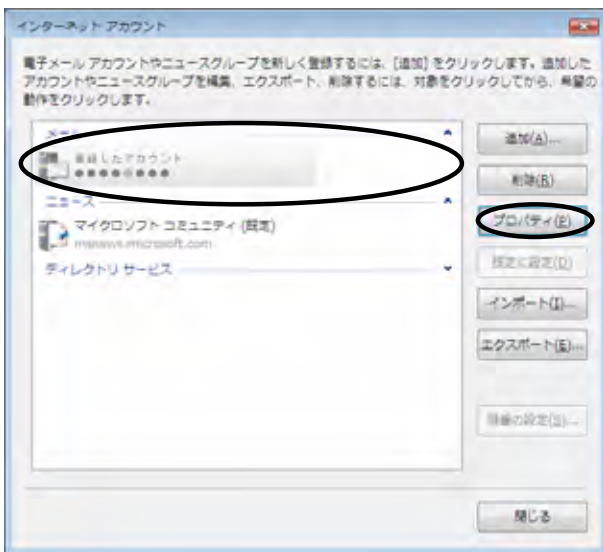 インターネット アカウント
電子メール アカウントやニュースグループを新しく登録するには、[追加] をクリックします。追加した
アカウントやニュースグループを編集、エクスポート、削除するには、対象をクリックしてから、希望の
動作をクリックします。
メール
登録したアカウント
●●●●●●●●
ニュース
マイクロソフト コミュニティ (既定)
msnews.microsoft.com
ディレクトリ サービス
追加(A)...
削除(R)
プロパティ(P)
既定に設定(D)
インポート(I)...
エクスポート(E)...
順番の設定(S)...
閉じる